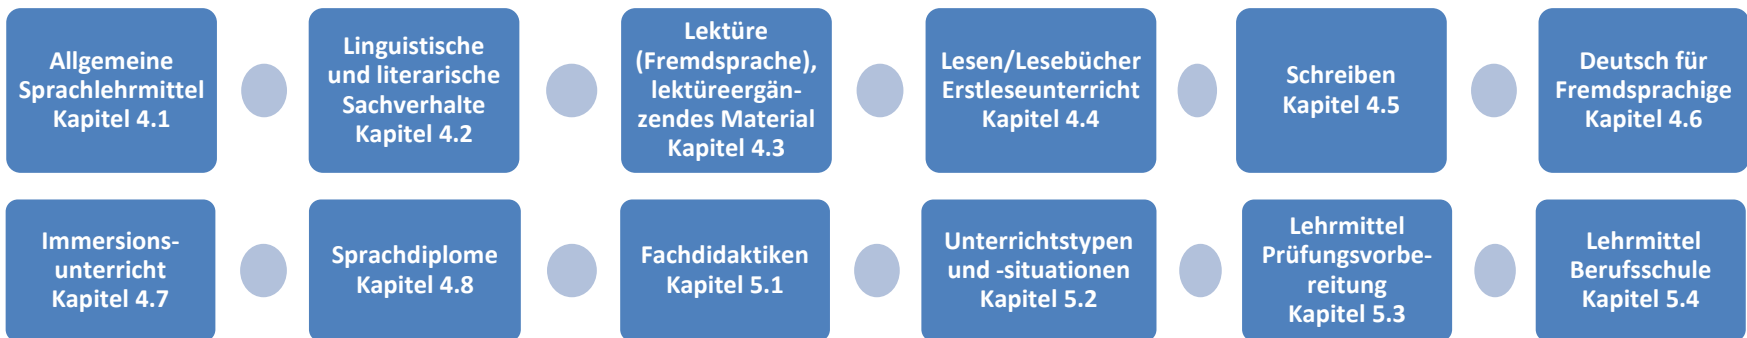 Allgemeine
Sprachlehrmittel
Kapitel 4.1
Linguistische
und literarische
Sachverhalte
Kapitel 4.2
Lektüre
(Fremdsprache),
lektüreergän-
zendes Material
Kapitel 4.3
Lesen/Lesebücher
Erstleseunterricht
Kapitel 4.4
Schreiben
Kapitel 4.5
Deutsch für
Fremdsprachige
Kapitel 4.6
Immersions-
unterricht
Kapitel 4.7
Sprachdiplome
Kapitel 4.8
Fachdidaktiken
Kapitel 5.1
Unterrichtstypen
und -situationen
Kapitel 5.2
Lehrmittel
Prüfungsvorbe-
reitung
Kapitel 5.3
Lehrmittel
Berufsschule
Kapitel 5.4